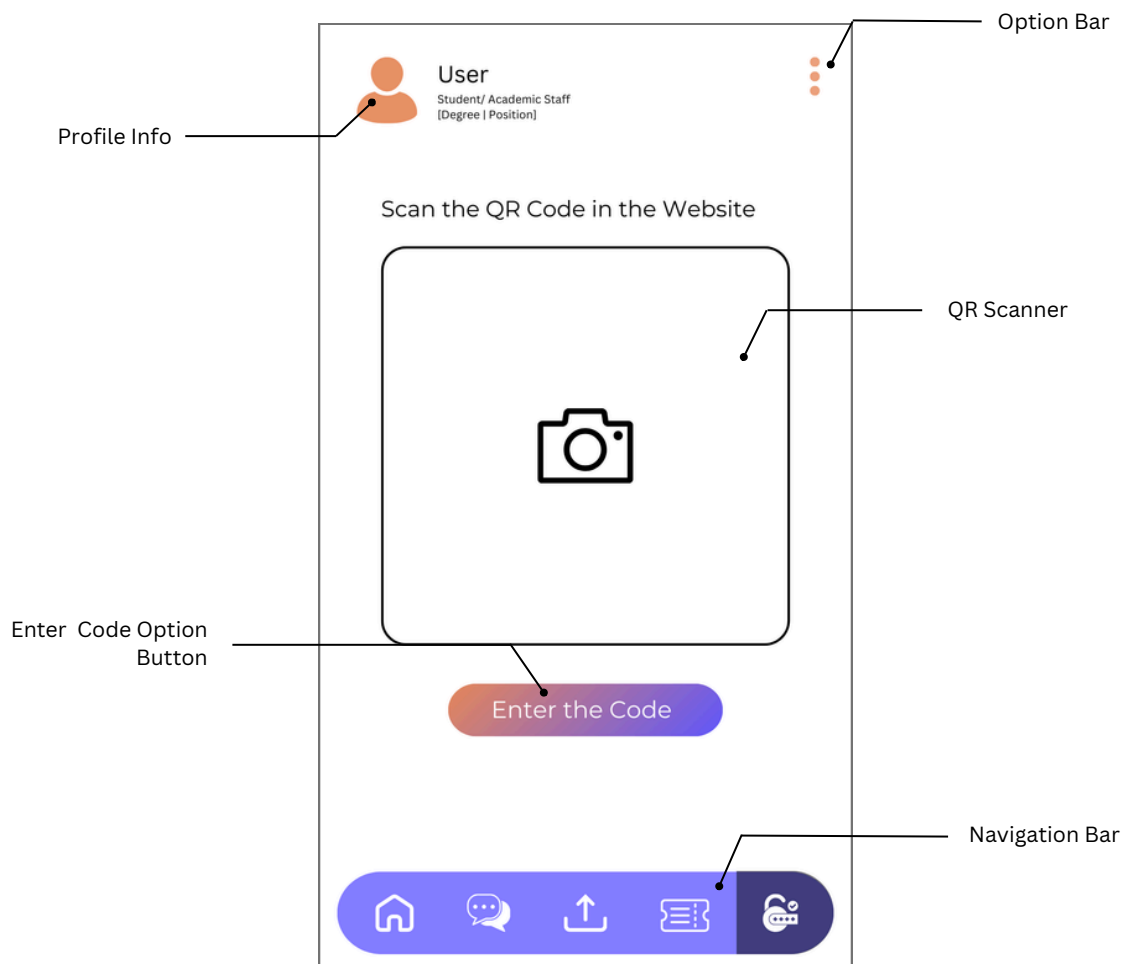 Option Bar
User
Student/ Academic Staff
[Degree | Position]
Profile Info
Scan the QR Code in the Website
QR Scanner
Enter  Code Option
Button
Enter the Code
Navigation Bar